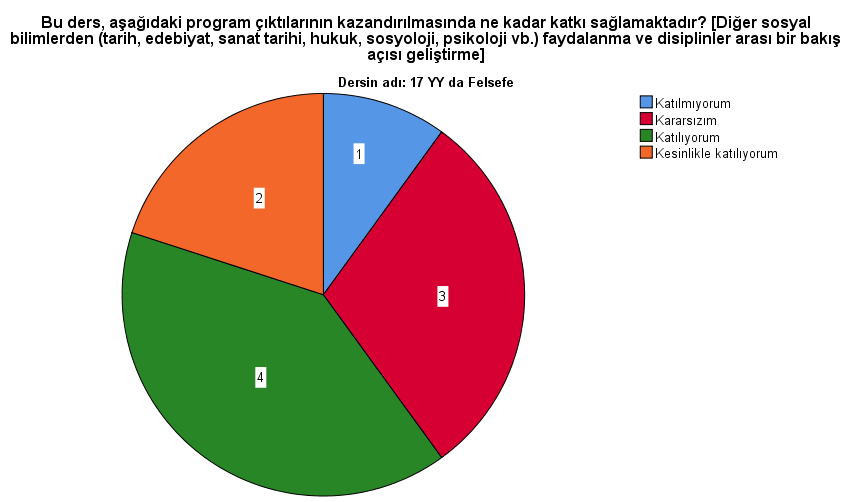 Bu ders, aşağıdaki program çıktılarının kazandırılmasında ne kadar katkı sağlamaktadır? [Diğer sosyal
bilimlerden (tarih, edebiyat, sanat tarihi, hukuk, sosyoloji, psikoloji vb.) faydalanma ve disiplinler arası bir bakış
açısı geliştirme]
Dersin adı: 17 YY da Felsefe
Katılmıyorum
Kararsızım
Katılıyorum
Kesinlikle katılıyorum
1
2
3
4